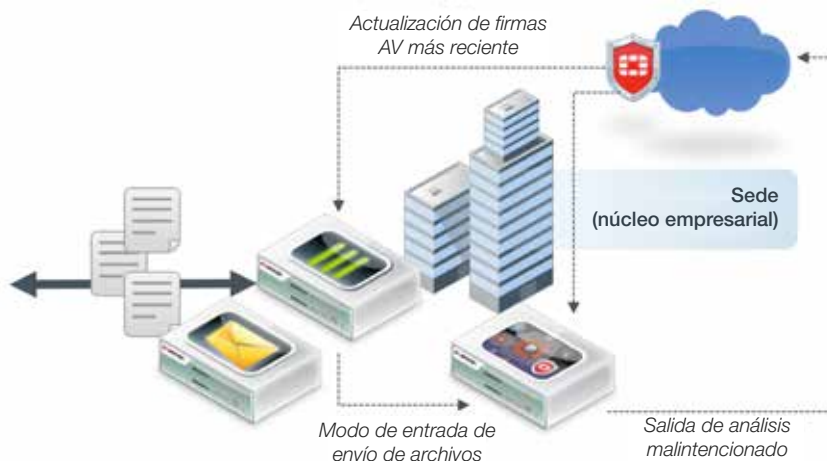 Actualización de firmas
AV más reciente
Sede
(núcleo empresarial)
Modo de entrada de
envío de archivos
Salida de análisis
malintencionado